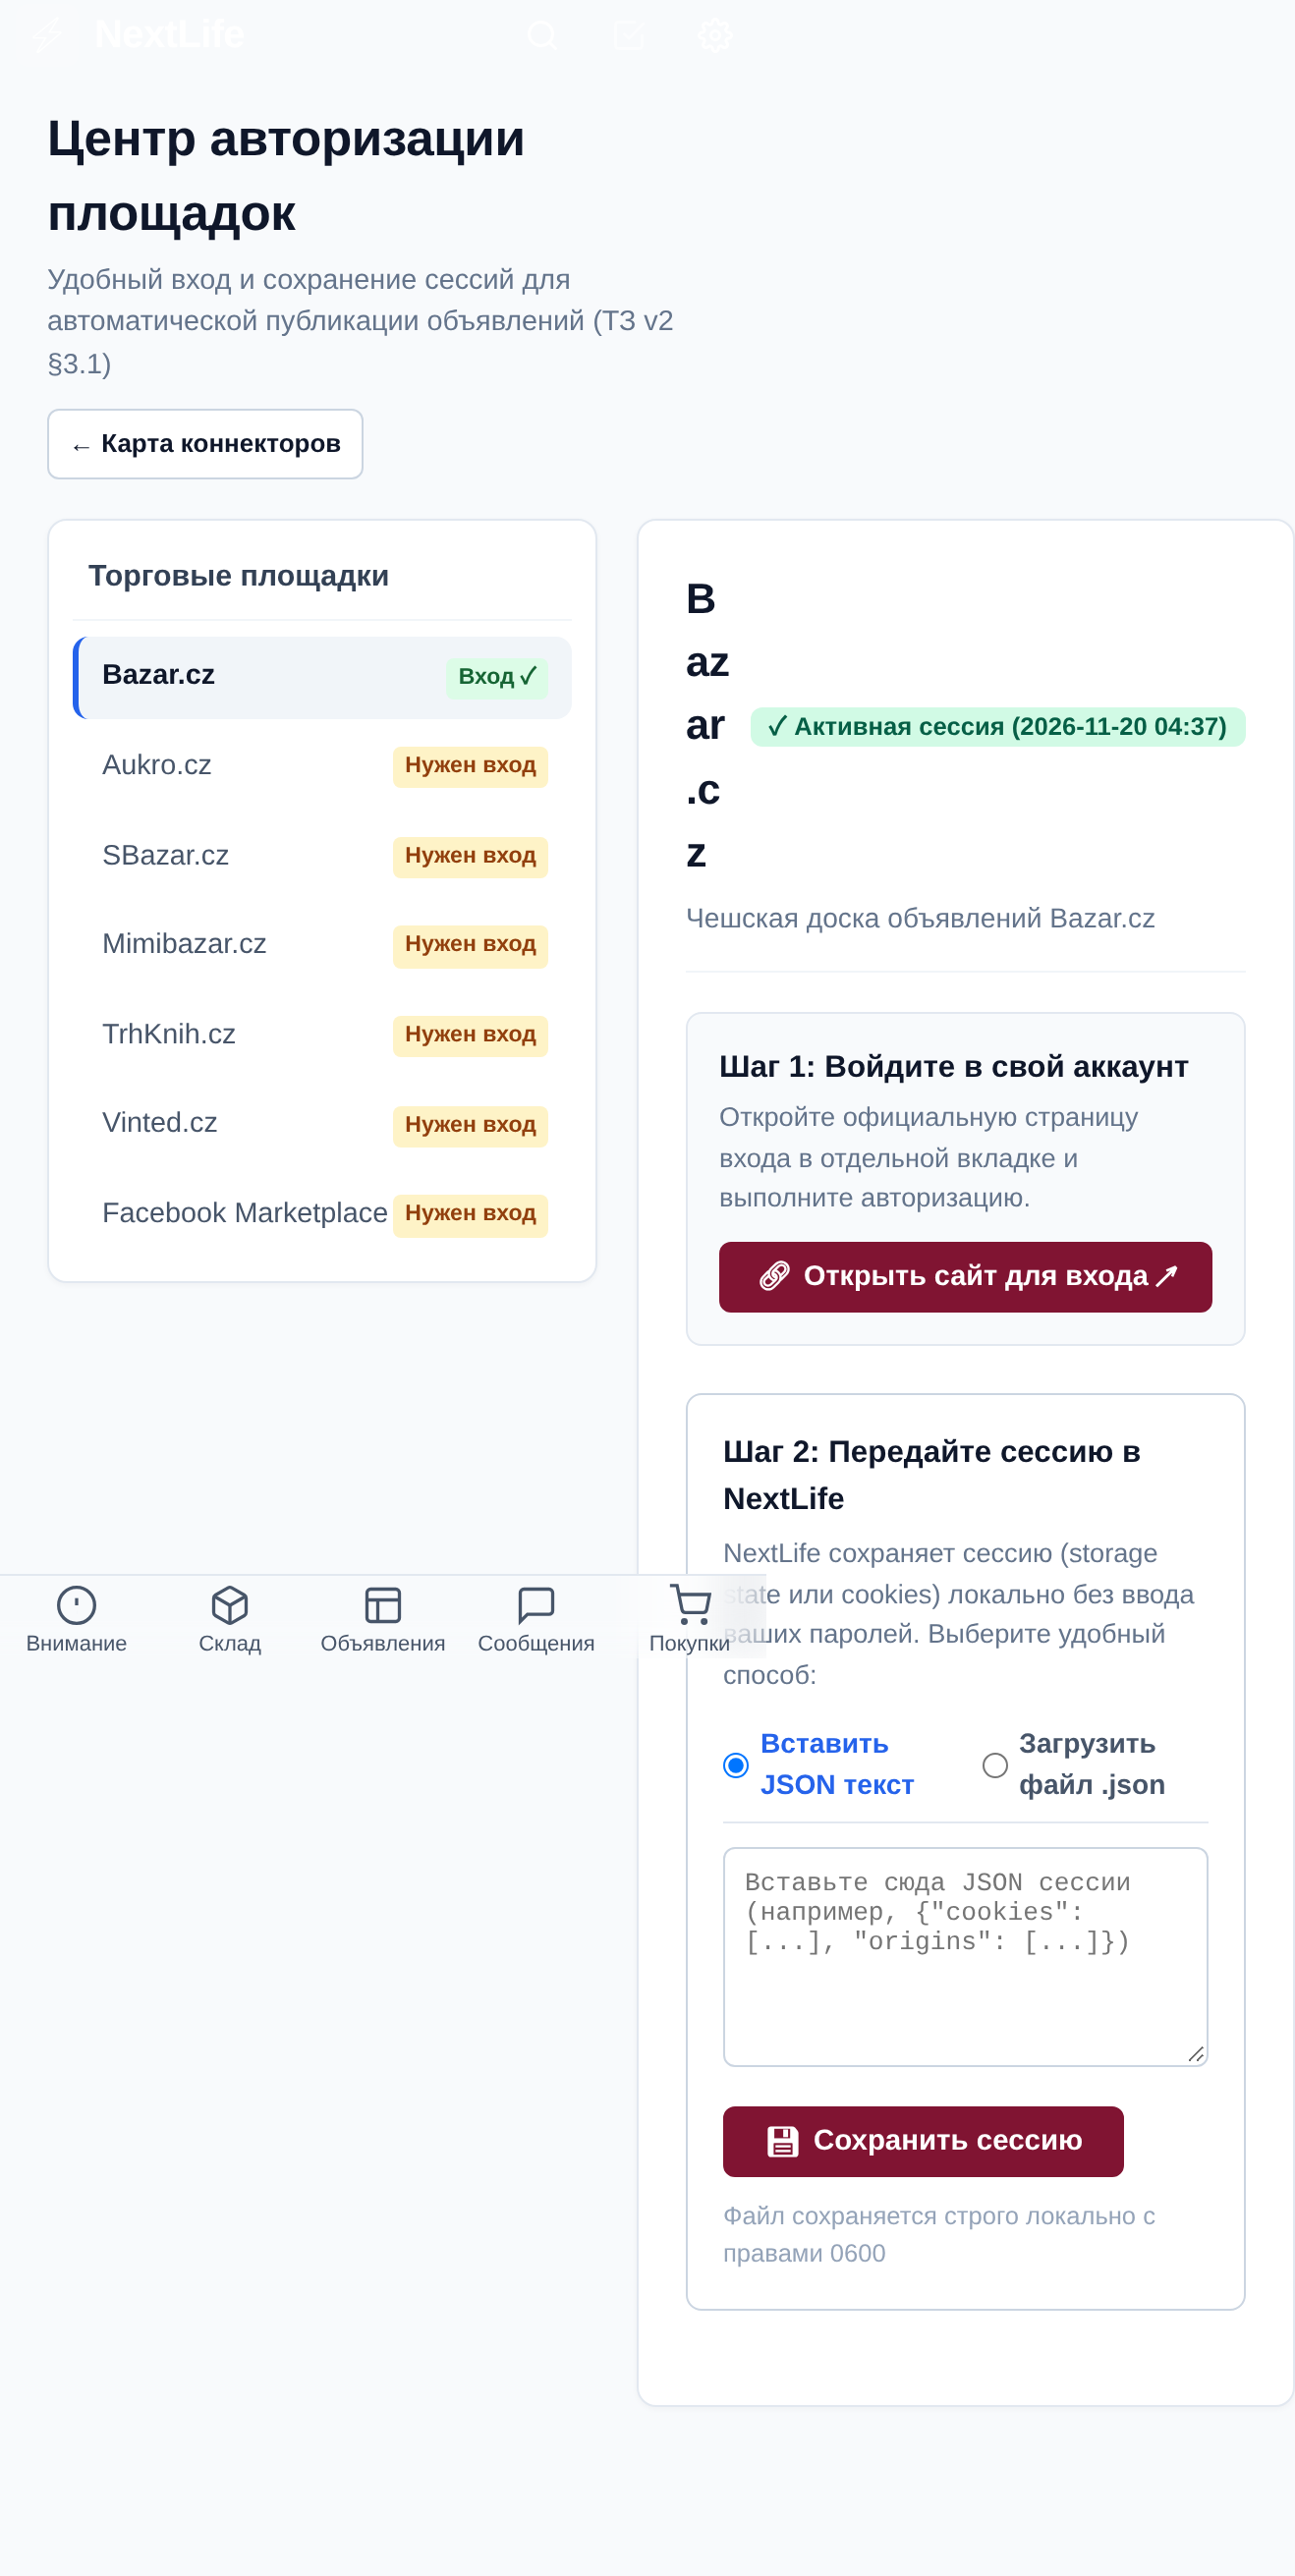 NextLife
Центр авторизации
площадок
Удобный вход и сохранение сессий для
автоматической публикации объявлений (ТЗ v2
§3.1)
← Карта коннекторов
Торговые площадки
Bazar.cz Вход ✓
Aukro.cz Нужен вход
SBazar.cz Нужен вход
Mimibazar.cz Нужен вход
TrhKnih.cz Нужен вход
Vinted.cz Нужен вход
Facebook Marketplace Нужен вход
B
az
ar ✓ Активная сессия (2026-11-20 04:37)
.c
z
Чешская доска объявлений Bazar.cz
Шаг 1: Войдите в свой аккаунт
Откройте официальную страницу
входа в отдельной вкладке и
выполните авторизацию.
🔗 Открыть сайт для входа ↗
Шаг 2: Передайте сессию в
NextLife
NextLife сохраняет сессию (storage
state или cookies) локально без ввода
ваших паролей. Выберите удобный
способ:
Вставить
JSON текст
Загрузить
файл .json
Вставьте сюда JSON сессии
(например, {"cookies":
[...], "origins": [...]})
💾 Сохранить сессию
Файл сохраняется строго локально с
правами 0600
Внимание Склад Объявления Сообщения Покупки